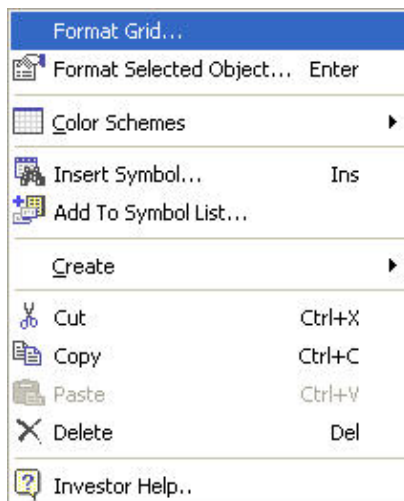 Format Grid...
Format Selected Object... Enter
Color Schemes
Insert Symbol... Ins
Add To Symbol List...
Create
Cut Ctrl+X
Copy Ctrl+C
Paste Ctrl+V
Delete Del
Investor Help..